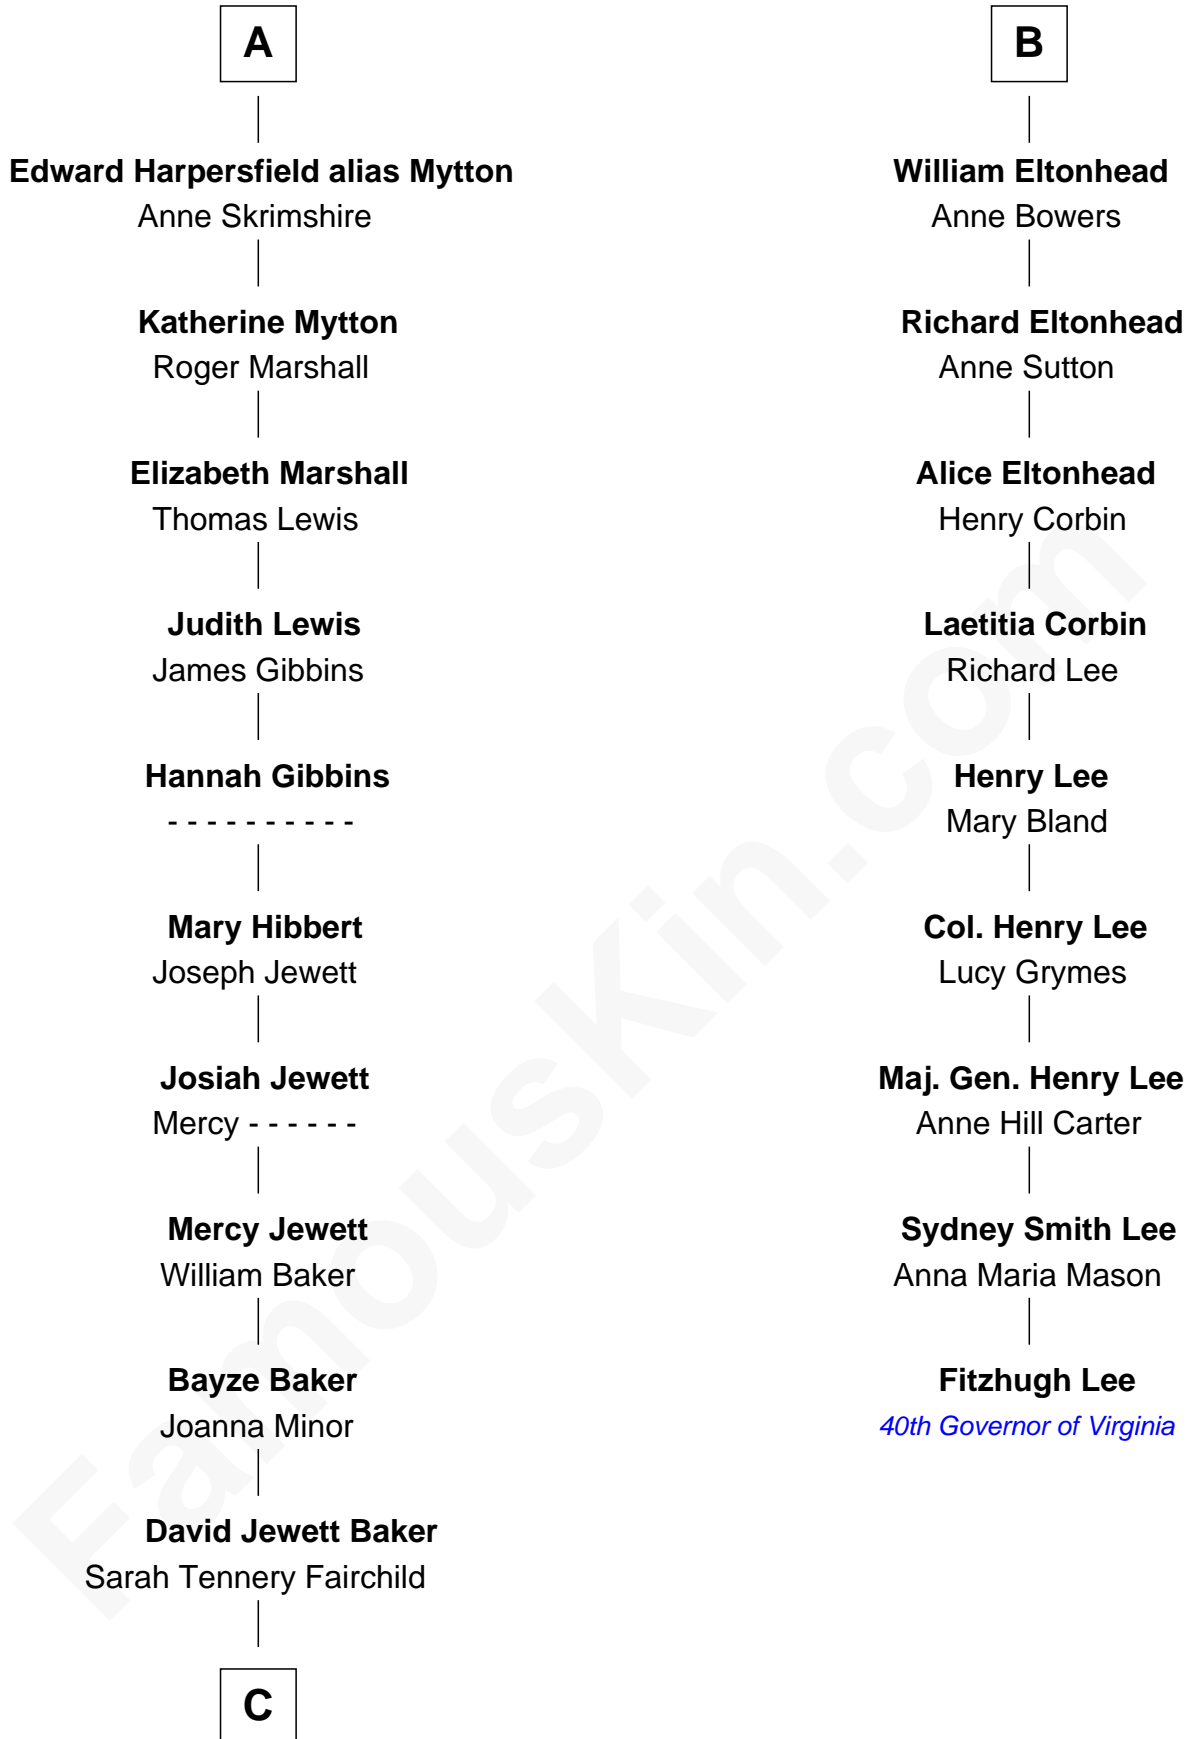 A
Edward Harpersfield alias Mytton
Anne Skrimshire
Katherine Mytton
Roger Marshall
Elizabeth Marshall
Thomas Lewis
Judith Lewis
James Gibbins
Hannah Gibbins
- - - - - - - - - -
Mary Hibbert
Joseph Jewett
Josiah Jewett
Mercy - - - - - -
Mercy Jewett
William Baker
Bayze Baker
Joanna Minor
David Jewett Baker
Sarah Tennery Fairchild
C
B
William Eltonhead
Anne Bowers
Richard Eltonhead
Anne Sutton
Alice Eltonhead
Henry Corbin
Laetitia Corbin
Richard Lee
Henry Lee
Mary Bland
Col. Henry Lee
Lucy Grymes
Maj. Gen. Henry Lee
Anne Hill Carter
Sydney Smith Lee
Anna Maria Mason
Fitzhugh Lee
40th Governor of Virginia
FamousKin.com